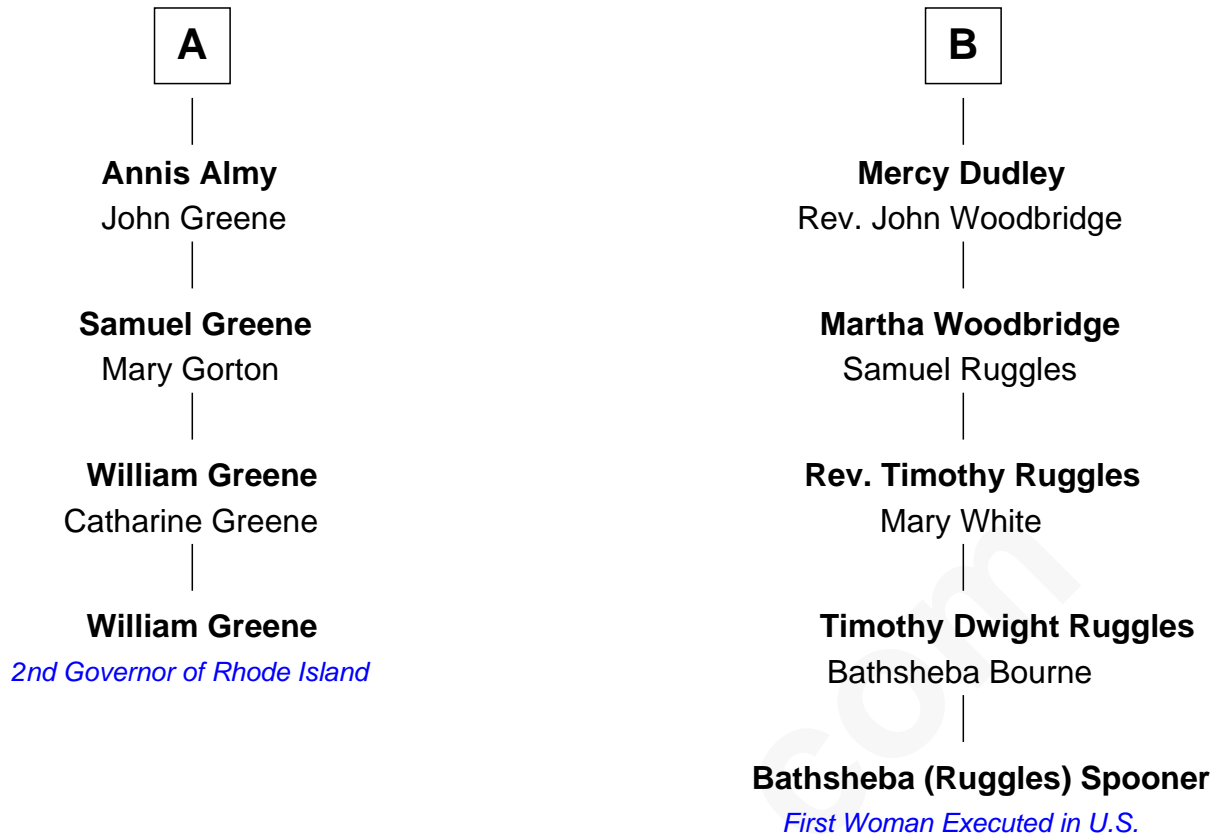 A
Annis Almy
John Greene
Samuel Greene
Mary Gorton
William Greene
Catharine Greene
William Greene
2nd Governor of Rhode Island
B
Mercy Dudley
Rev. John Woodbridge
Martha Woodbridge
Samuel Ruggles
Rev. Timothy Ruggles
Mary White
Timothy Dwight Ruggles
Bathsheba Bourne
Bathsheba (Ruggles) Spooner
First Woman Executed in U.S.
com